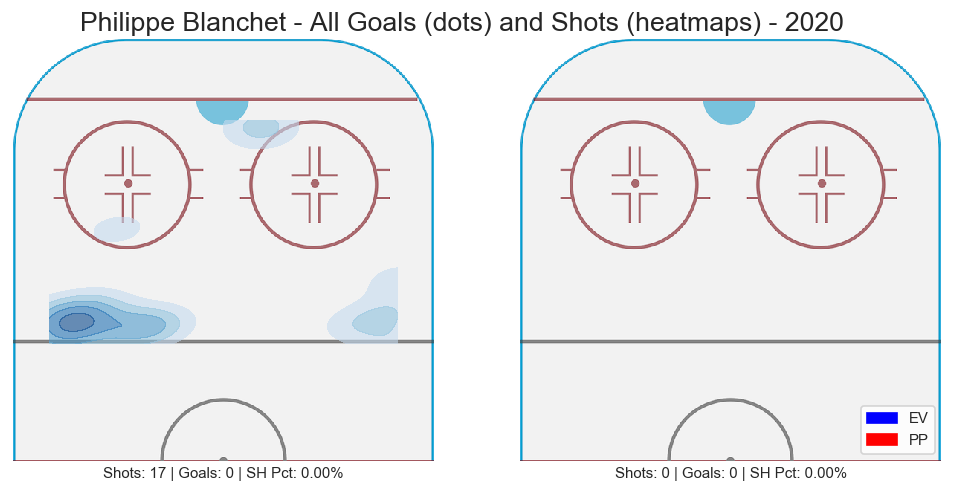 Philippe Blanchet - All Goals (dots) and Shots (heatmaps) - 2020
EV
PP
Shots: 17 | Goals: 0 | SH Pct: 0.00%
Shots: 0 | Goals: 0 | SH Pct: 0.00%